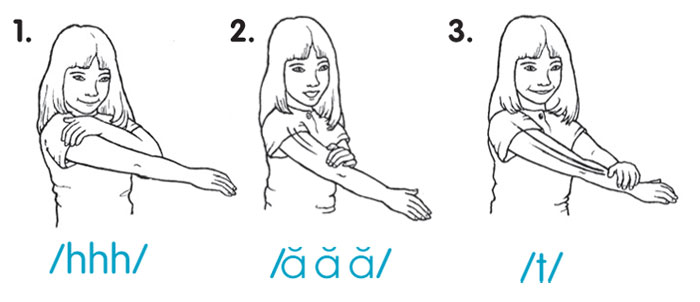 1. 2. 3.
/hhh/ /ă ă ă/ /t/